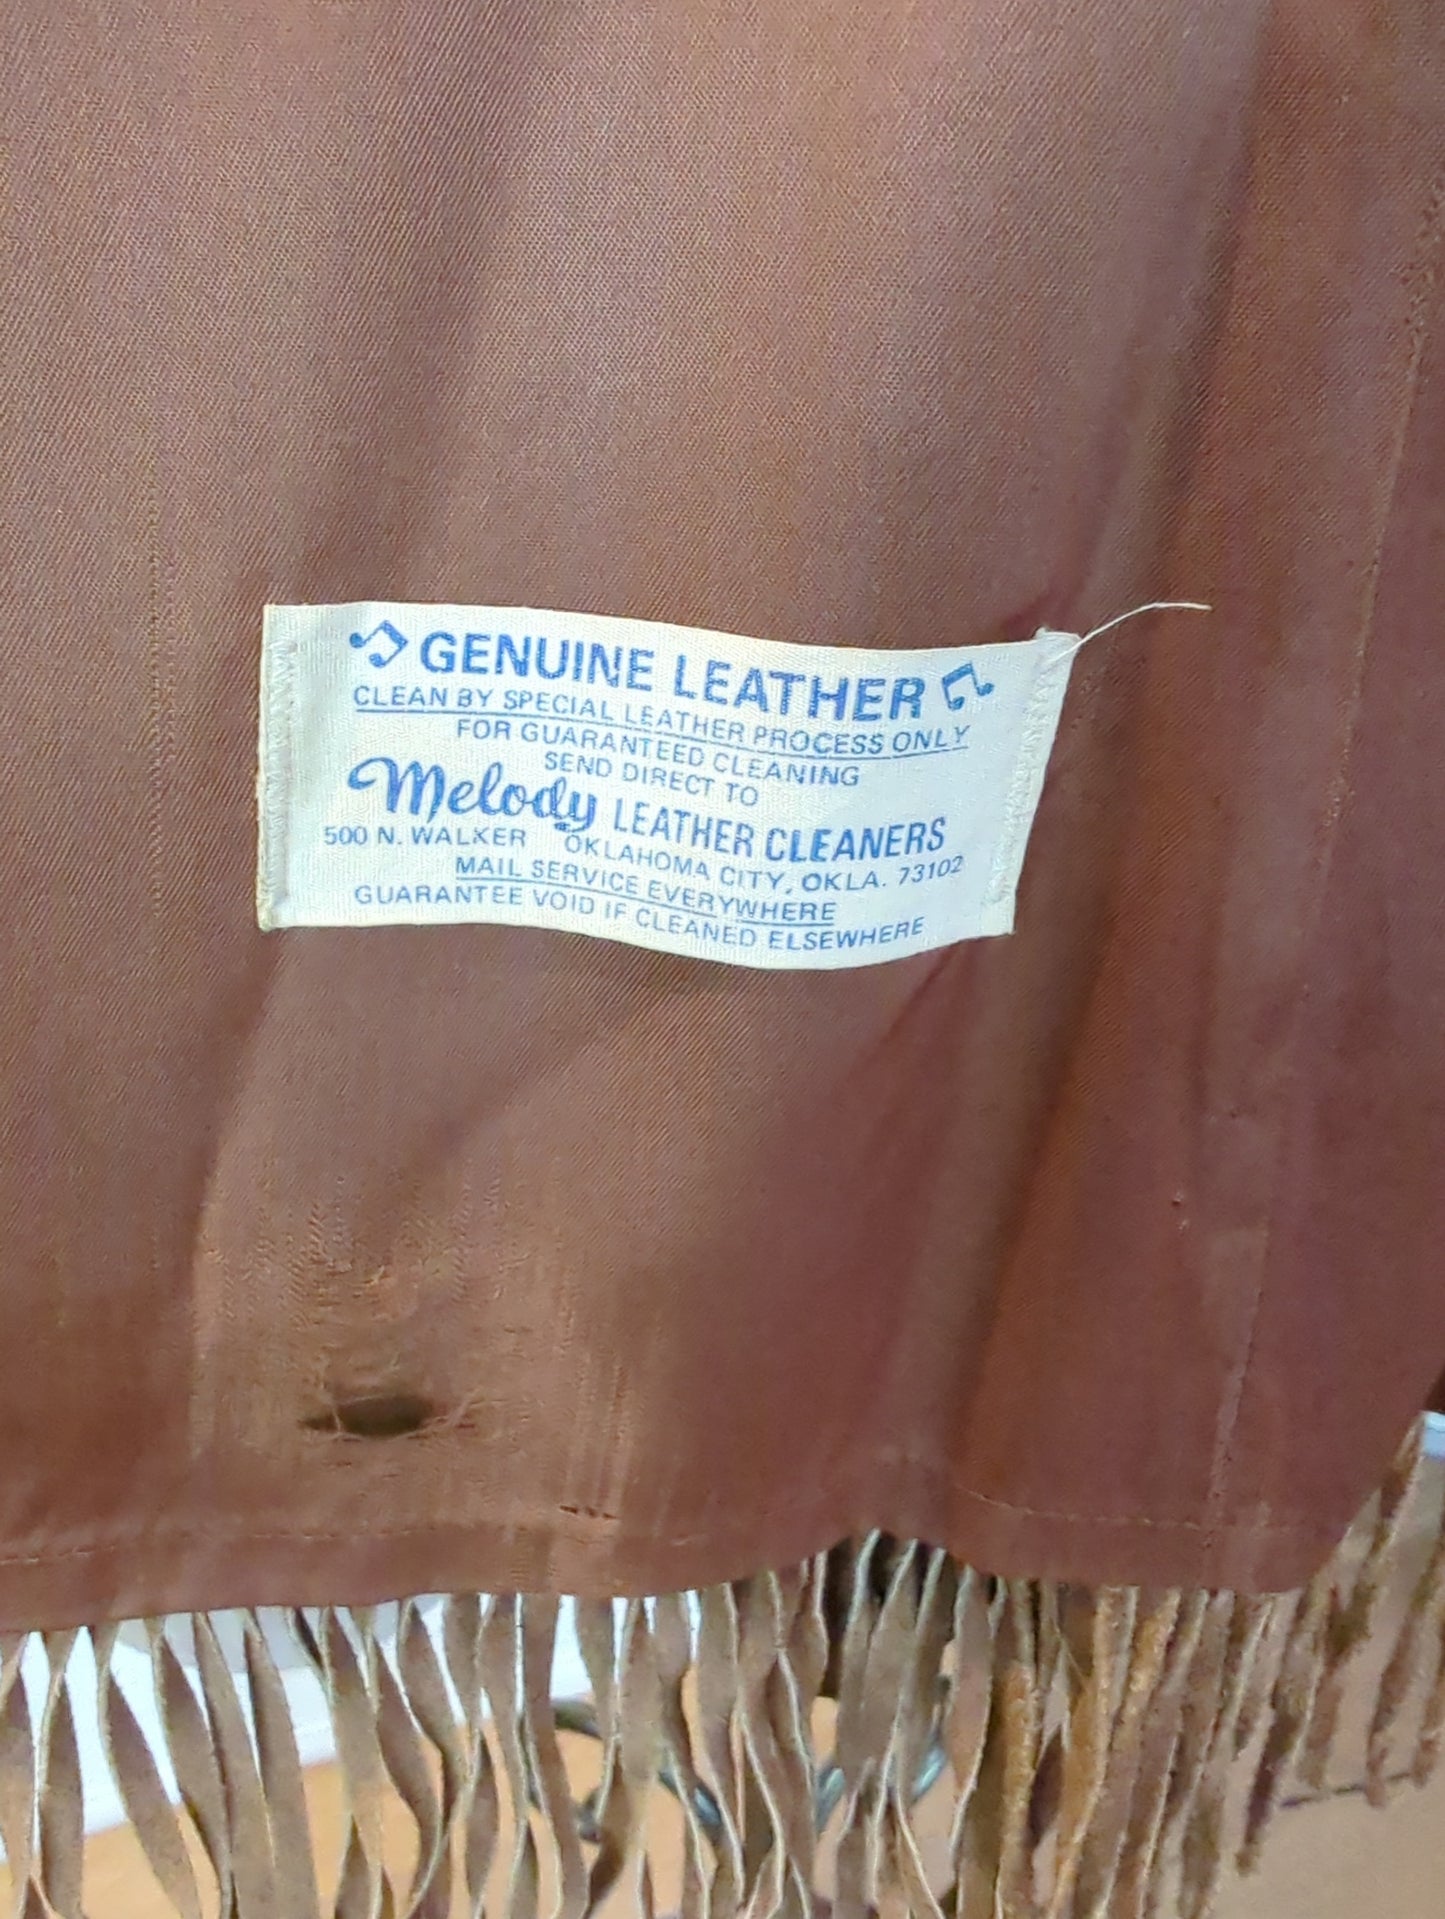 GENUINE LEATHER
CLEAN BY SPECIAL LEATHER PROCESS ONLY
FOR GUARANTEED CLEANING
SEND DIRECT TO
Melody LEATHER CLEANERS
500 N. WALKER OKLAHOMA CITY, OKLA. 73102
MAIL SERVICE EVERYWHERE
GUARANTEE VOID IF CLEANED ELSEWHERE